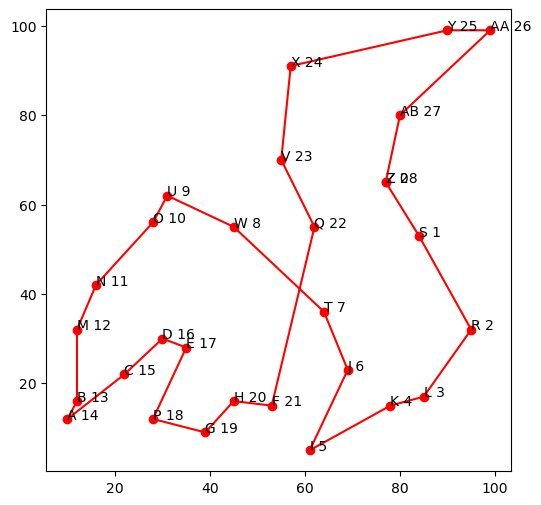 100
Y 25
AA 26
X 24
80
AB 27
V 23
Z 0
28
60
U 9
O 10
W 8
Q 22
S 1
40
N 11
T 7
M 12
R 2
D 16
E 17
20
C 15
I 6
B 13
A 14
H 20
F 21
K 4
L 3
P 18
G 19
J 5
20 40 60 80 100